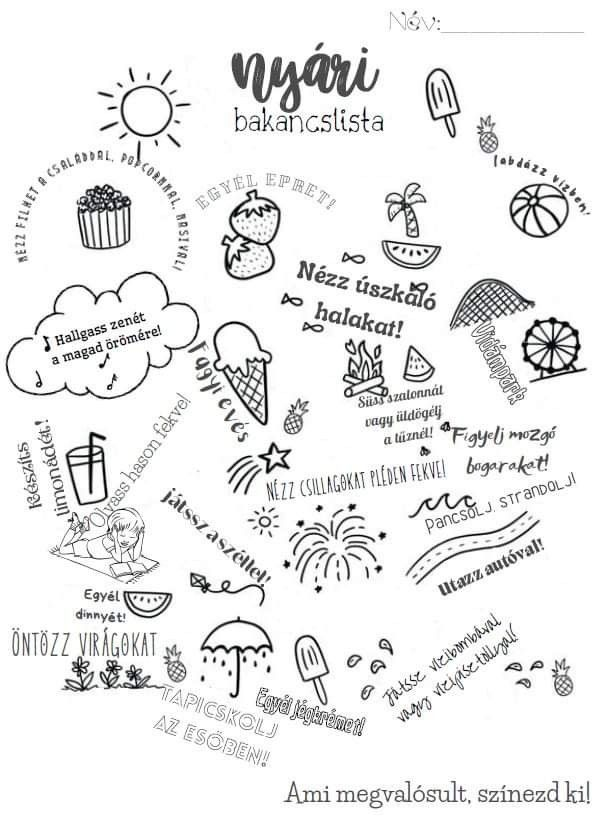 Név:
nyári
bakancslista
NÉZZ FILMET A CSALÁDDAL, POPCORNNAL, NASIVAL!
EGYÉL EPRET!
labdázz vízben!
Nézz úszkáló
halakat!
Hallgass zenét
a magad örömére!
Fagyi evés
Vidámpark
Süss szalonnát
vagy üldögélj
a tűznél!
Figyelj mozgó
bogarakat!
Készíts
limonádét!
Olvass hason fekve!
NÉZZ CSILLAGOKAT PLÉDEN FEKVE!
PANCSOLJ, STRANDOLJ!
játssz a széllel!
Utazz autóval!
Egyél
dinnyét!
ÖNTÖZZ VIRÁGOKAT
TAPICSKOLJ
AZ ESŐBEN!!
Egyél jégkrémet!
Játssz vízibombával
vagy vízipisztollyal!
Ami megvalósult, színezd ki!